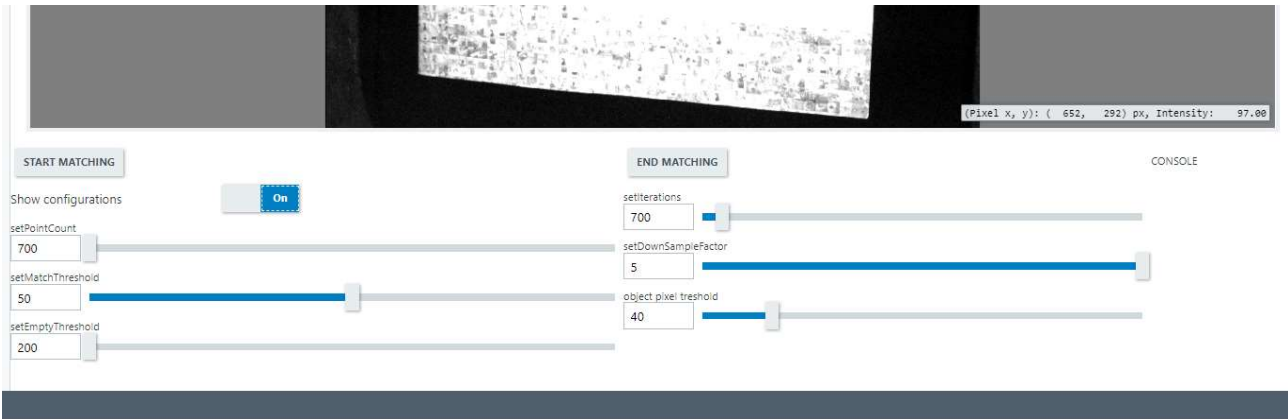 (Pixel x, y): ( 652, 292) px, Intensity: 97.00
START MATCHING
END MATCHING
CONSOLE
Show configurations
On
setPointCount
700
setMatchThreshold
50
setEmptyThreshold
200
setIterations
700
setDownSampleFactor
5
object pixel treshold
40